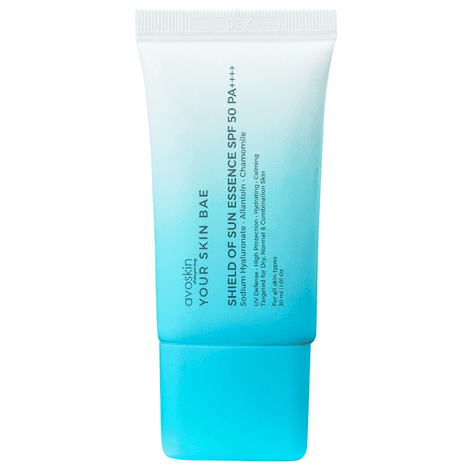 DEX
avoskin
YOUR SKIN BAE
SHIELD OF SUN ESSENCE SPF 50 PA++++
Sodium Hyaluronate · Allantoin · Chamomile
UV Defense · High Protection · Hydrating · Calming
Targeted for Dry, Normal & Combination Skin
For all skin types
30 ml | 1.01 Oz